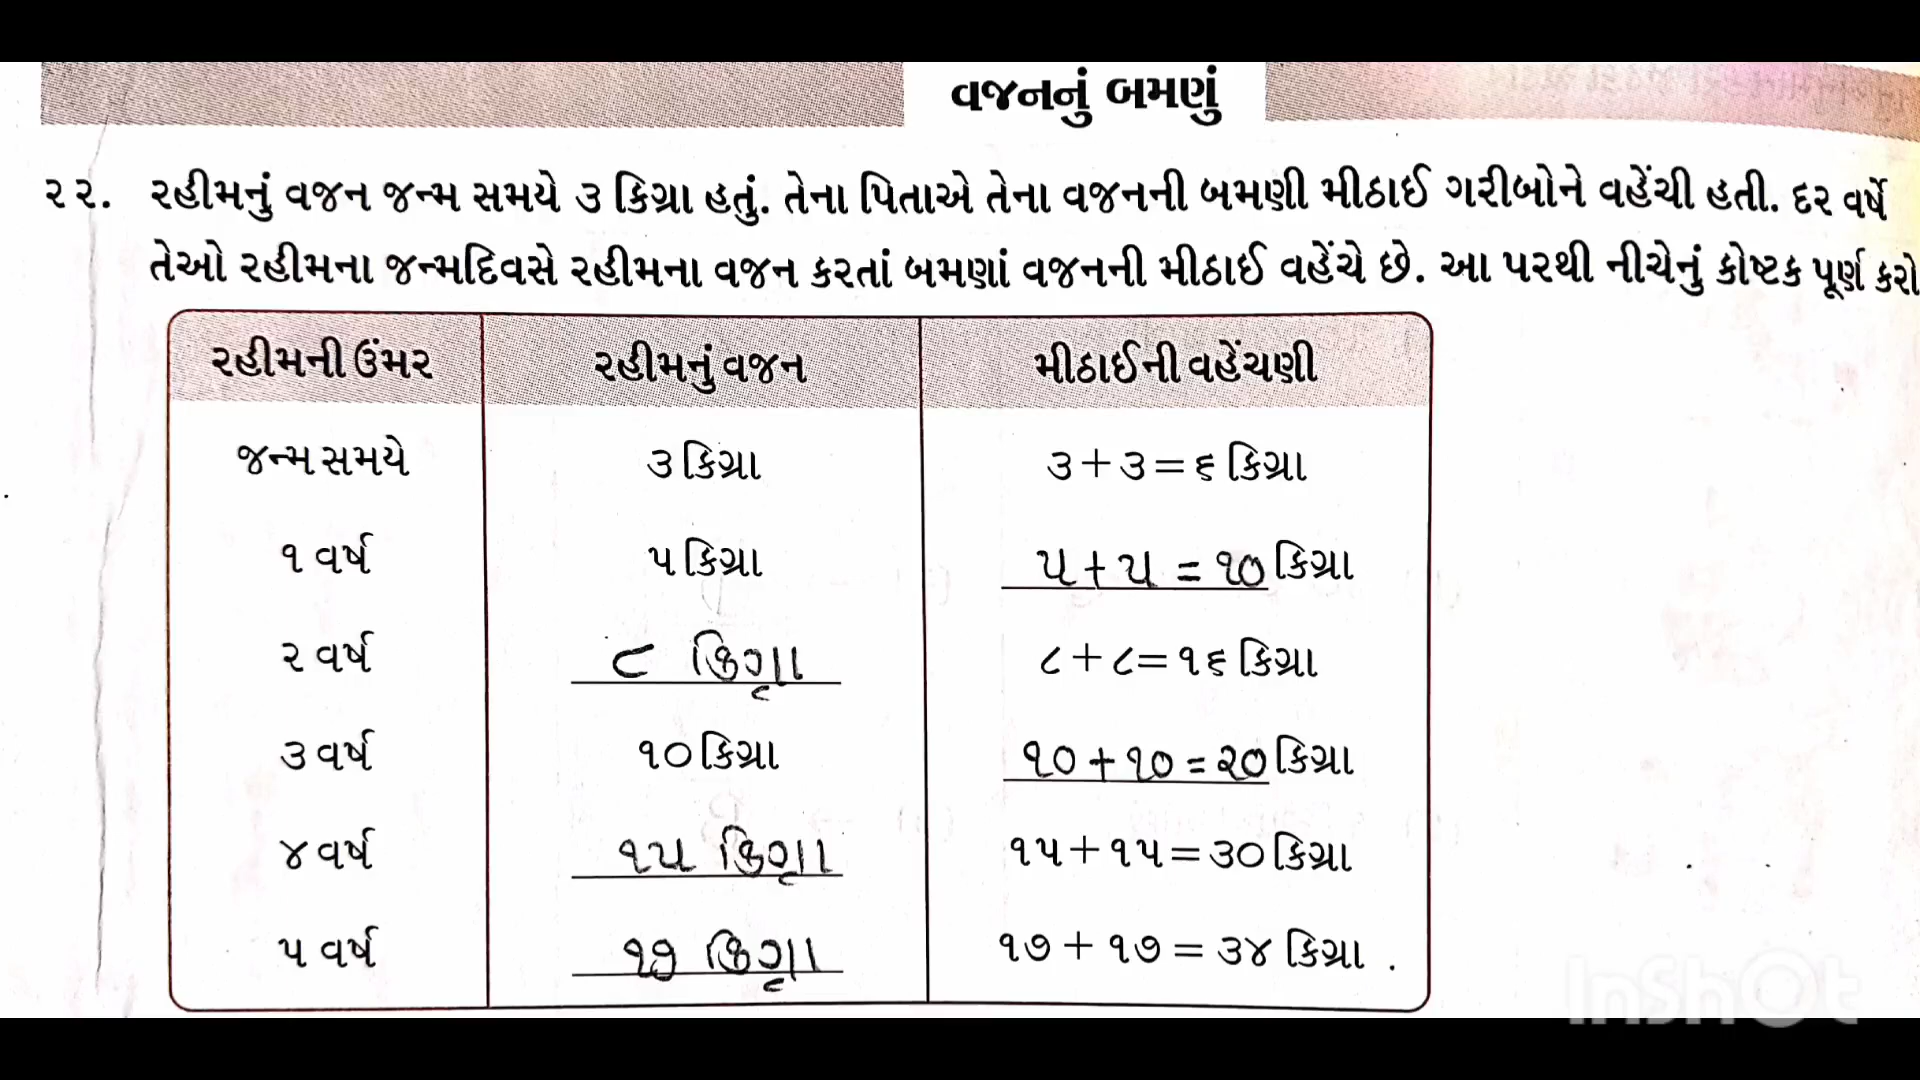 વજનનું બમણું
૨૨. રહીમનું વજન જન્મ સમયે ૩ કિગ્રા હતું. તેના પિતાએ તેના વજનની બમણી મીઠાઈ ગરીબોને વહેંચી હતી. દર વર્ષે
તેઓ રહીમના જન્મદિવસે રહીમના વજન કરતાં બમણાં વજનની મીઠાઈ વહેંચે છે. આ પરથી નીચેનું કોષ્ટક પૂર્ણ કરો
રહીમની ઉંમર રહીમનું વજન મીઠાઈની વહેંચણી
જન્મ સમયે ૩ કિગ્રા ૩ + ૩ = ૬ કિગ્રા
૧ વર્ષ ૫ કિગ્રા ૫ + ૫ = ૧૦ કિગ્રા
૨ વર્ષ ૮ કિગ્રા ૮ + ૮ = ૧૬ કિગ્રા
૩ વર્ષ ૧૦ કિગ્રા ૧૦ + ૧૦ = ૨૦ કિગ્રા
૪ વર્ષ ૧૫ કિગ્રા ૧૫ + ૧૫ = ૩૦ કિગ્રા
૫ વર્ષ ૧૭ કિગ્રા ૧૭ + ૧૭ = ૩૪ કિગ્રા .
InShOt